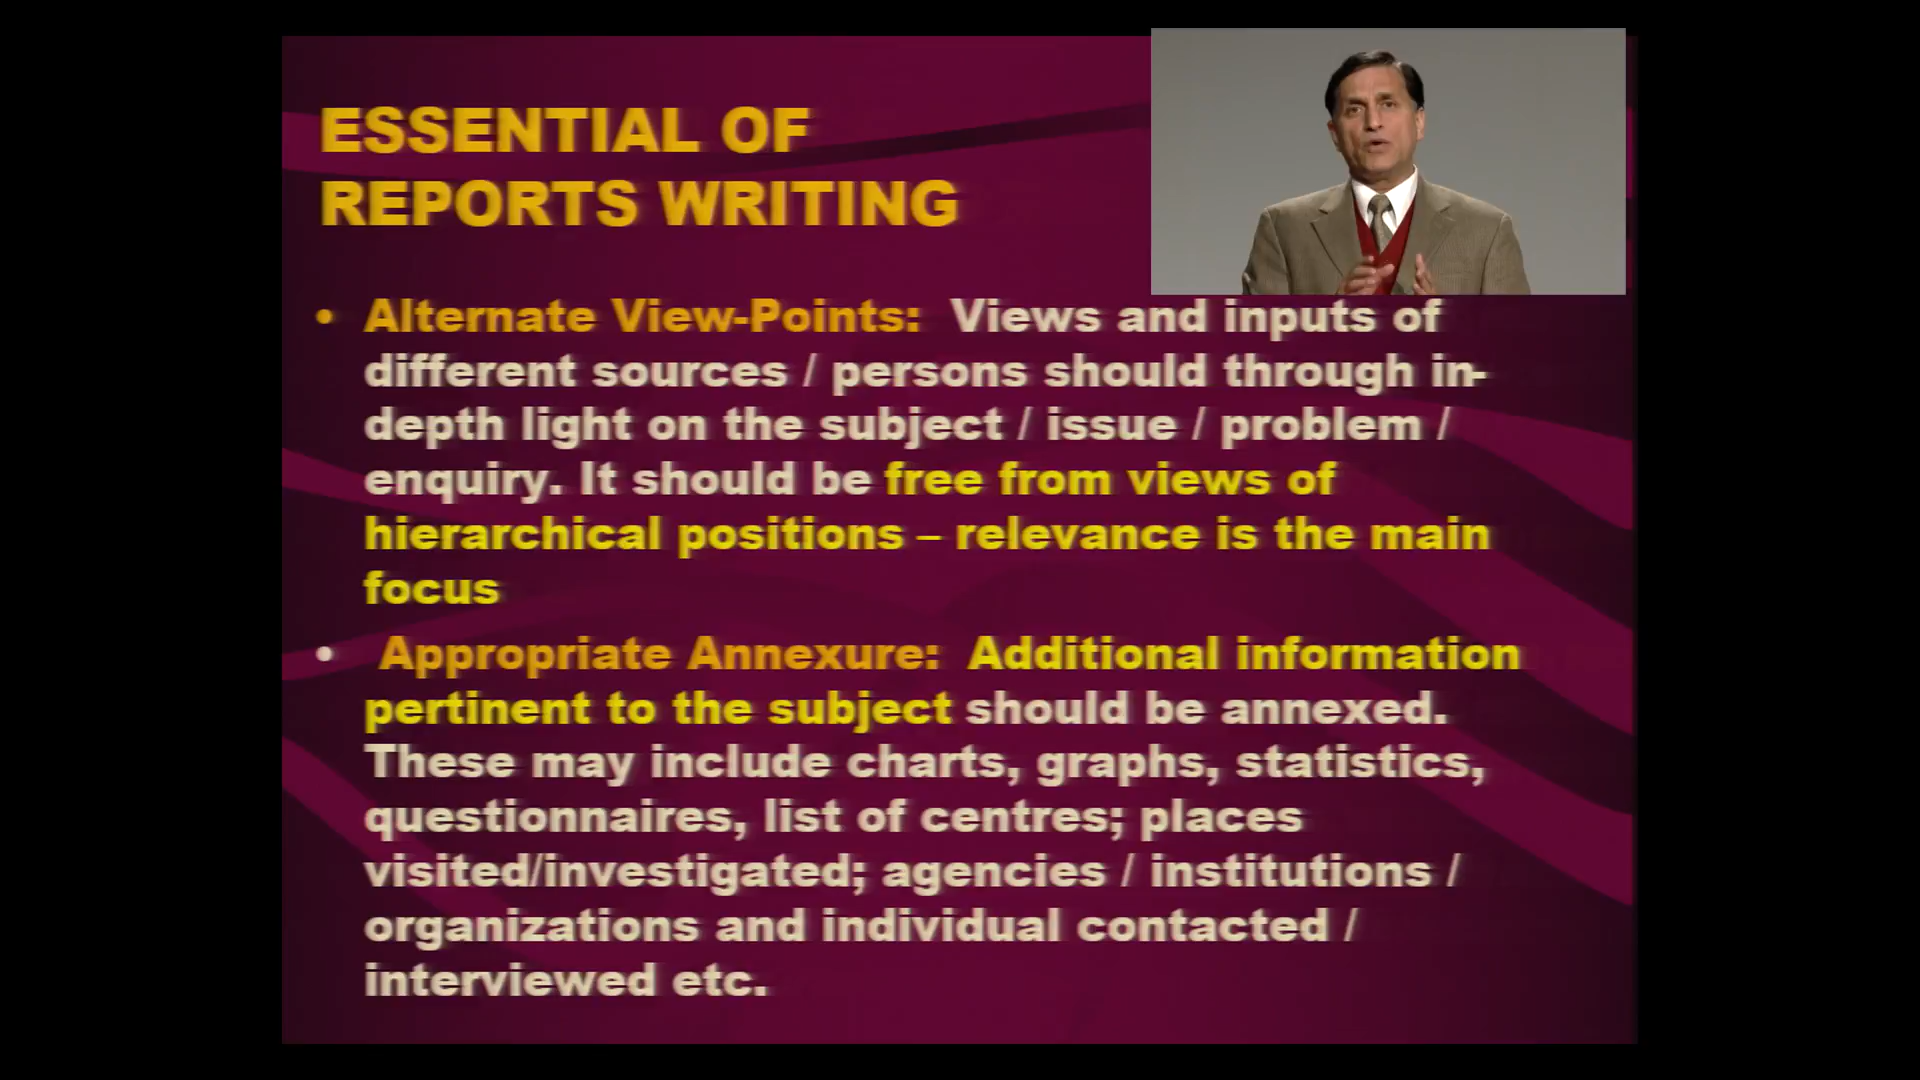 ESSENTIAL OF
REPORTS WRITING
• Alternate View-Points: Views and inputs of
different sources / persons should through in-
depth light on the subject / issue / problem /
enquiry. It should be free from views of
hierarchical positions – relevance is the main
focus
• Appropriate Annexure: Additional information
pertinent to the subject should be annexed.
These may include charts, graphs, statistics,
questionnaires, list of centres; places
visited/investigated; agencies / institutions /
organizations and individual contacted /
interviewed etc.